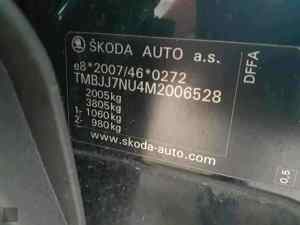 ŠKODA AUTO a.s.
e8*2007/46*0272
TMBJJ7NU4M2006528
2005kg
3805kg
1- 1060kg
2- 980kg
www.skoda-auto.com
DFFA
0,5